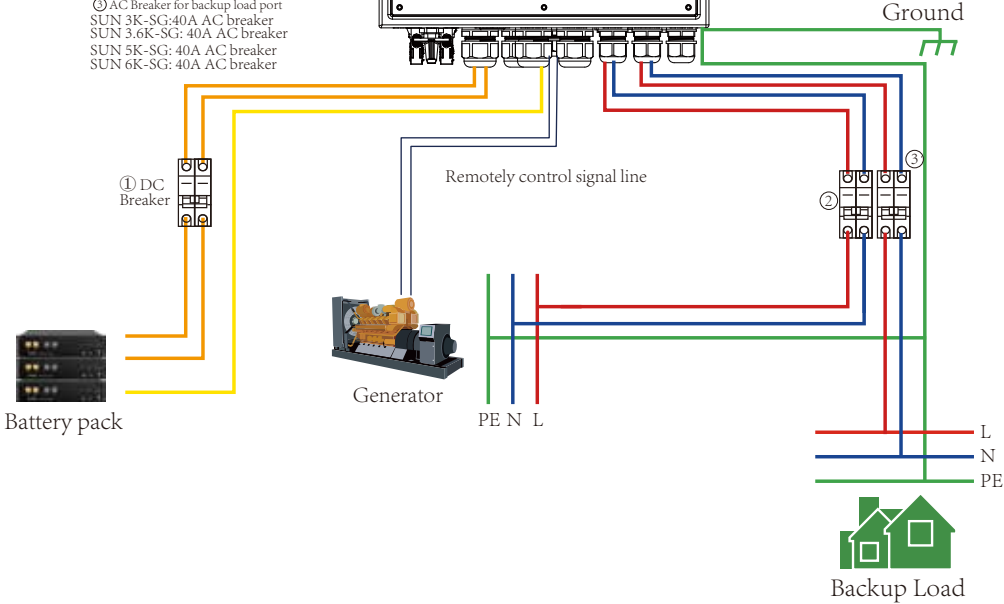 ③ AC Breaker for backup load port
SUN 3K-SG:40A AC breaker
SUN 3.6K-SG: 40A AC breaker
SUN 5K-SG: 40A AC breaker
SUN 6K-SG: 40A AC breaker
Ground
① DC
Breaker
Remotely control signal line
②
③
Battery pack
Generator
PE N L
L
N
PE
Backup Load